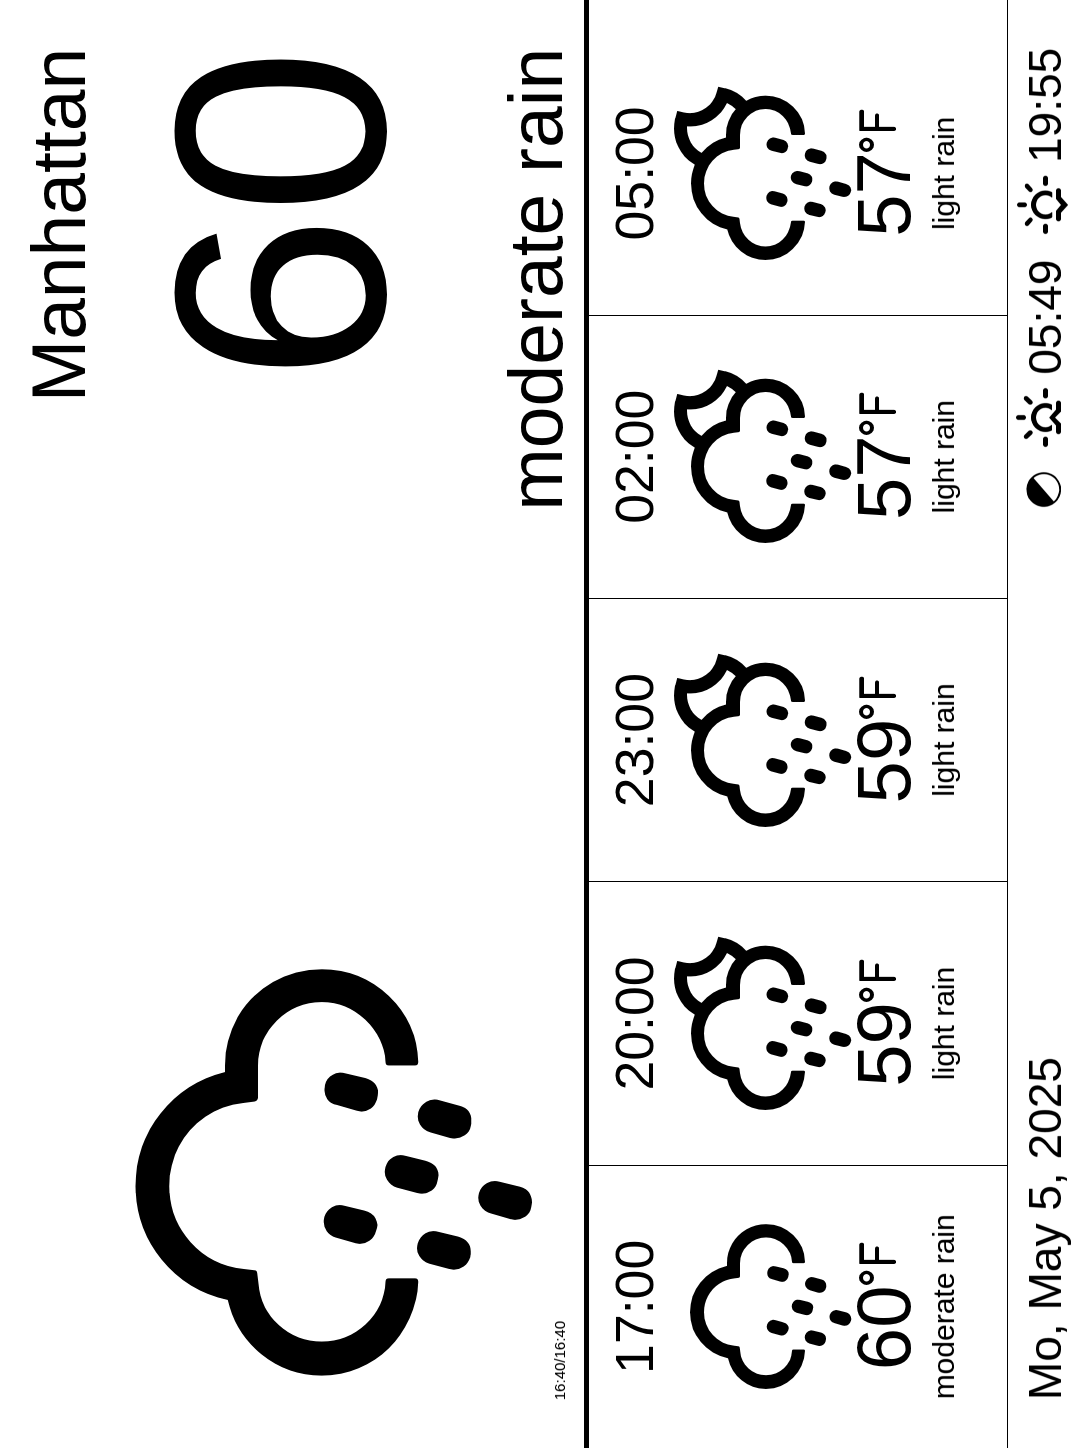 Manhattan
60
moderate rain
16:40/16:40
17:00 20:00 23:00 02:00 05:00
60°F 59°F 59°F 57°F 57°F
moderate rain light rain light rain light rain light rain
Mo, May 5, 2025 05:49 19:55